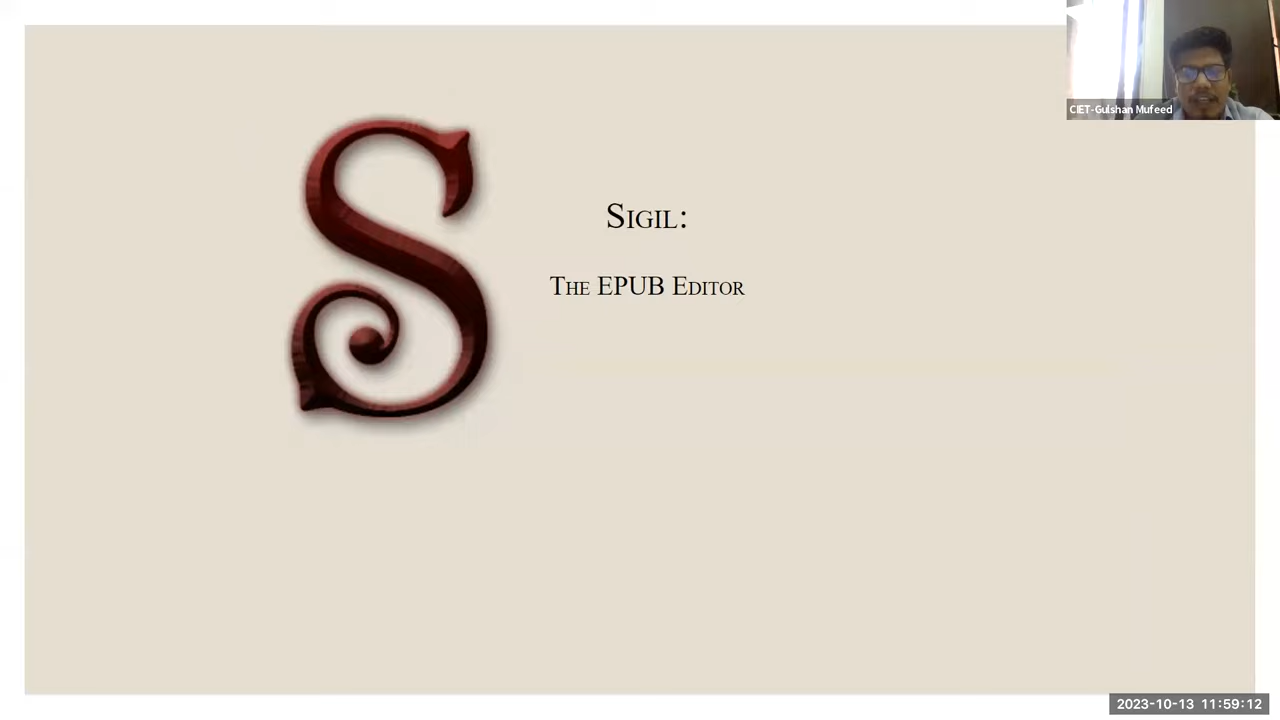 CIET-Gulshan Mufeed
S
Sigil:
The EPUB Editor
2023-10-13 11:59:12